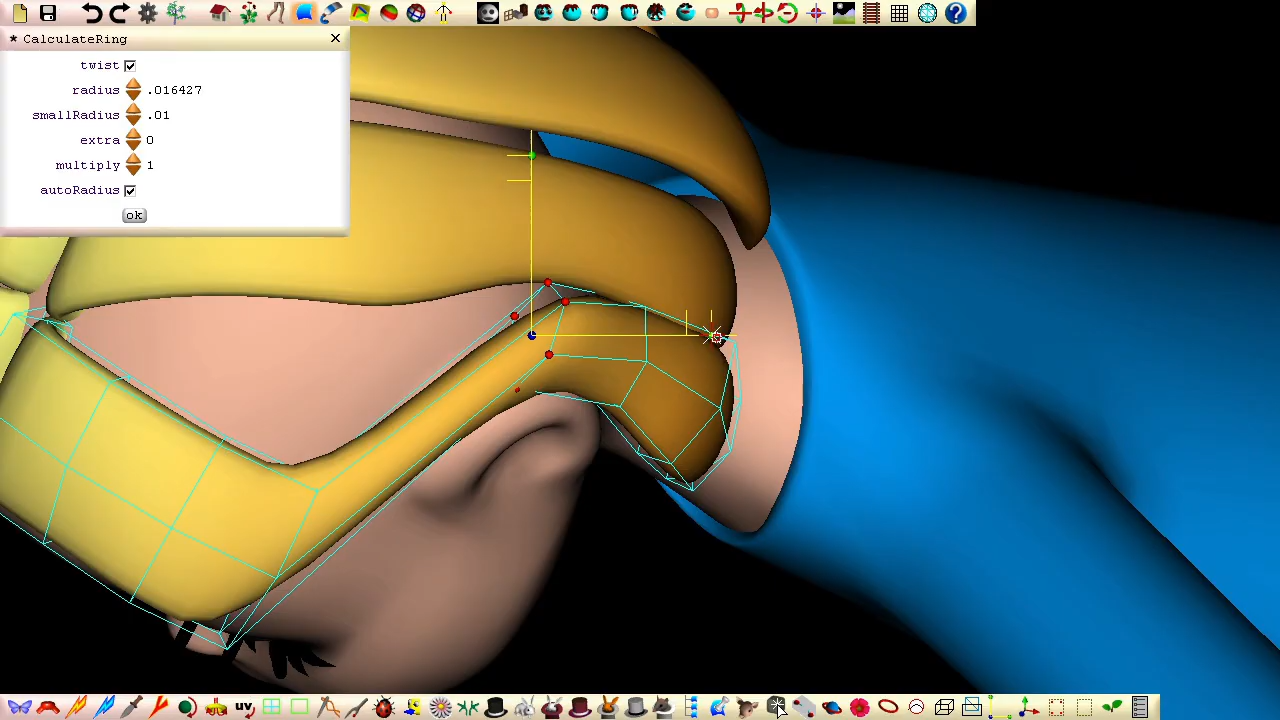 * CalculateRing
twist
radius .016427
smallRadius .01
extra 0
multiply 1
autoRadius
ok
uv